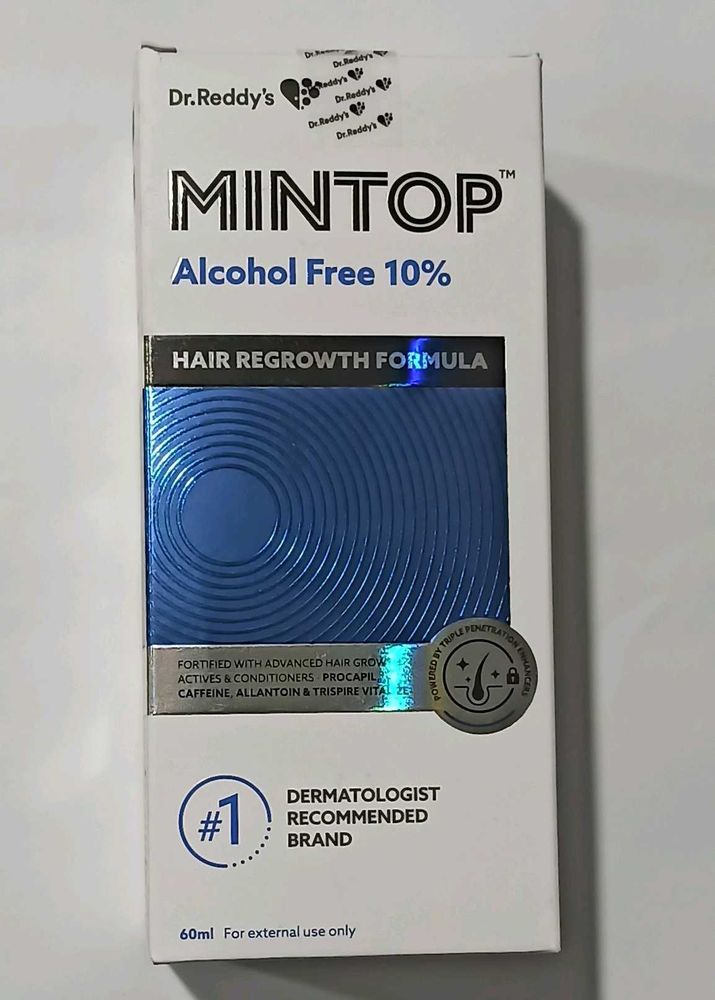 Dr.Reddy's
Dr.Reddy's
Dr.Reddy's
Dr.Reddy's
Dr.Reddy's
Dr.Reddy's
MINTOP™
Alcohol Free 10%
HAIR REGROWTH FORMULA
FORTIFIED WITH ADVANCED HAIR
ACTIVES & CONDITIONERS - PROCAPIL
CAFFEINE, ALLANTOIN & TRISPIRE
POWERED BY TRIPLE PENETRATION ENHANCERS
#1
DERMATOLOGIST
RECOMMENDED
BRAND
60ml For external use only